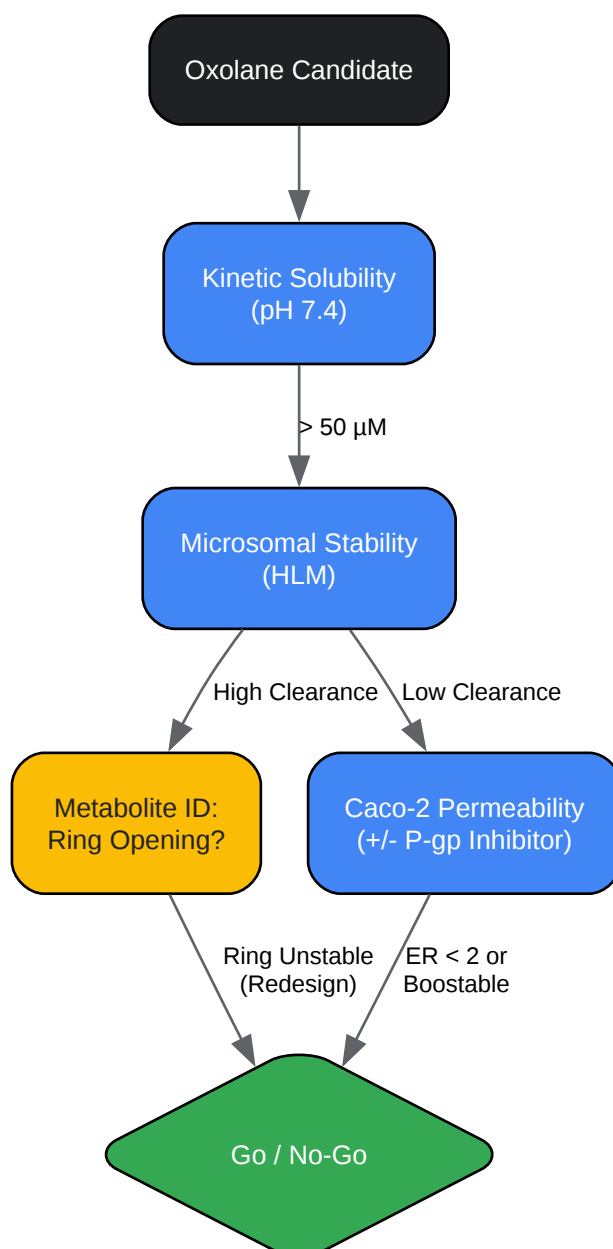 Oxolane Candidate
Kinetic Solubility
(pH 7.4)
> 50 µM
Microsomal Stability
(HLM)
High Clearance
Low Clearance
Metabolite ID:
Ring Opening?
Caco-2 Permeability
(+/- P-gp Inhibitor)
Ring Unstable
(Redesign)
ER < 2 or
Boostable
Go / No-Go